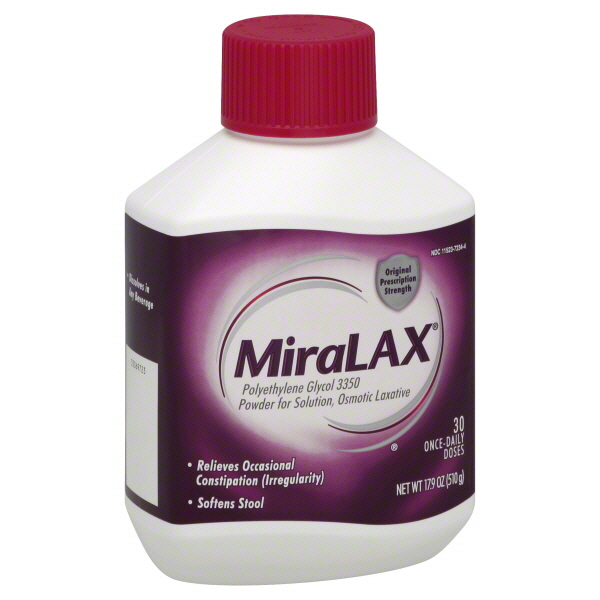 NDC 11523-7234-4
Original
Prescription
Strength
MiraLAX®
Polyethylene Glycol 3350
Powder for Solution, Osmotic Laxative
®
30
ONCE-DAILY
DOSES
• Relieves Occasional
Constipation (Irregularity)
• Softens Stool
NET WT 17.9 OZ (510 g)
• Dissolves in
Any Beverage